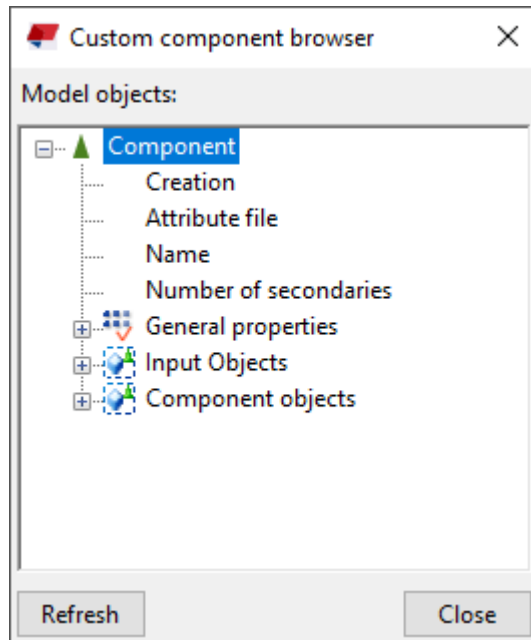 Custom component browser
Model objects:
Component
Creation
Attribute file
Name
Number of secondaries
General properties
Input Objects
Component objects
Refresh
Close